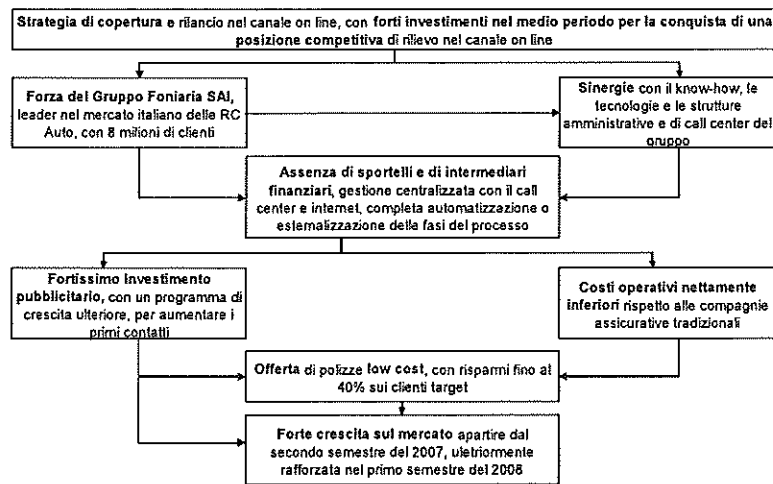 Strategia di copertura e rilancio nel canale on line, con forti investimenti nel medio periodo per la conquista di una
posizione competitiva di rilievo nel canale on line
Forza del Gruppo Foniaria SAI,
leader nel mercato italiano delle RC
Auto, con 8 milioni di clienti
Sinergie con il know-how, le
tecnologie e le strutture
amministrative e di call center del
gruppo
Assenza di sportelli e di intermediari
finanziari, gestione centralizzata con il call
center e internet, completa automatizzazione o
esternalizzazione delle fasi del processo
Fortissimo investimento
pubblicitario, con un programma di
crescita ulteriore, per aumentare i
primi contatti
Costi operativi nettamente
inferiori rispetto alle compagnie
assicurative tradizionali
Offerta di polizze low cost, con risparmi fino al
40% sui clienti target
Forte crescita sul mercato apartire dal
secondo semestre del 2007, uletriormente
rafforzata nel primo semestre del 2008